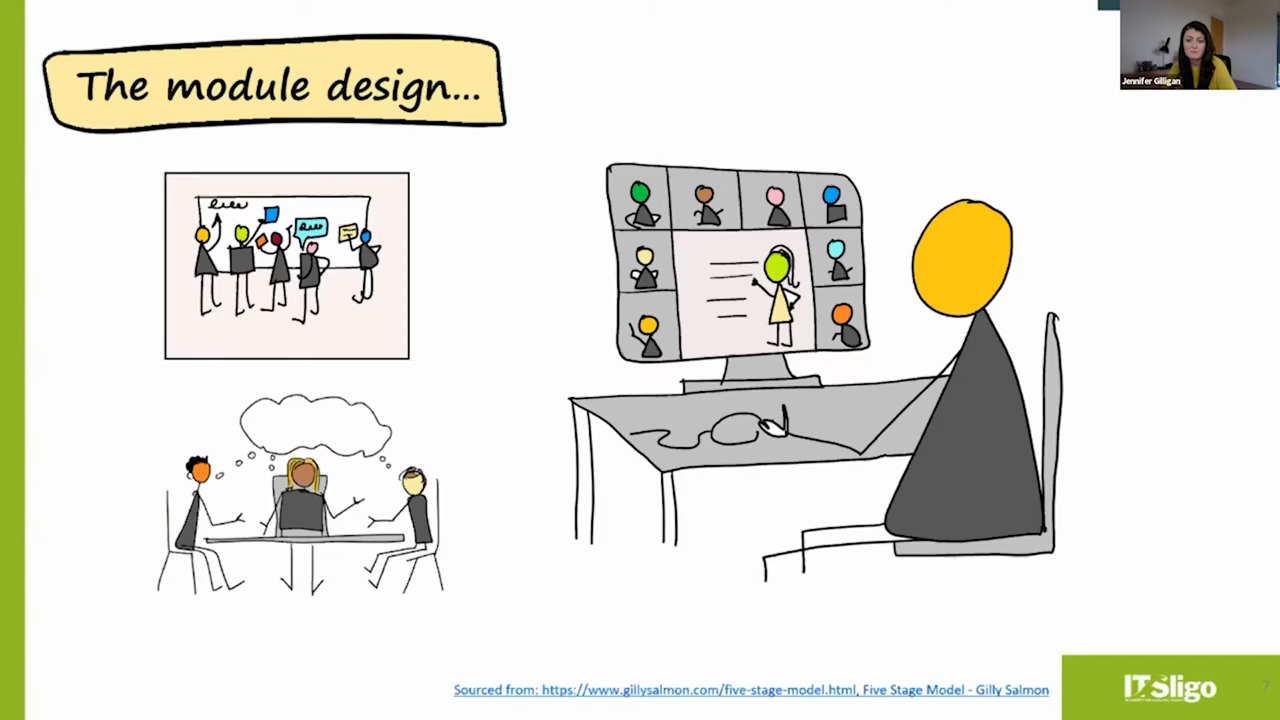 The module design...
Jennifer Gilligan
Sourced from: https://www.gillysalmon.com/five-stage-model.html, Five Stage Model - Gilly Salmon
IT Sligo
7